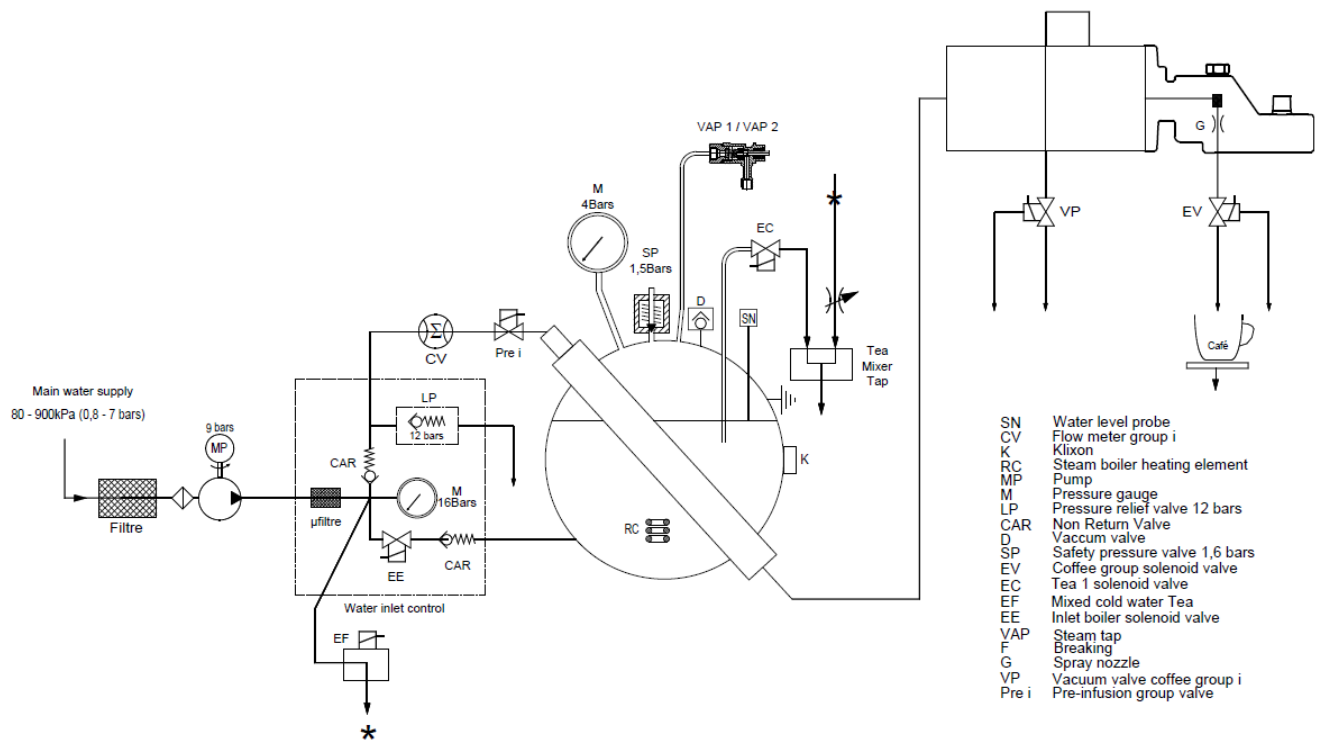 VAP 1 / VAP 2
M
4Bars
SP
1,5Bars
D
EC
*
SN
G
VP
EV
Café
CV
Pre i
Tea
Mixer
Tap
Main water supply
80 - 900kPa (0,8 - 7 bars)
9 bars
MP
LP
12 bars
CAR
M
16Bars
K
Filtre
µfiltre
RC
EE
CAR
Water inlet control
EF
*
SN Water level probe
CV Flow meter group i
K Klixon
RC Steam boiler heating element
MP Pump
M Pressure gauge
LP Pressure relief valve 12 bars
CAR Non Return Valve
D Vaccum valve
SP Safety pressure valve 1,6 bars
EV Coffee group solenoid valve
EC Tea 1 solenoid valve
EF Mixed cold water Tea
EE Inlet boiler solenoid valve
VAP Steam tap
F Breaking
G Spray nozzle
VP Vacuum valve coffee group i
Pre i Pre-infusion group valve